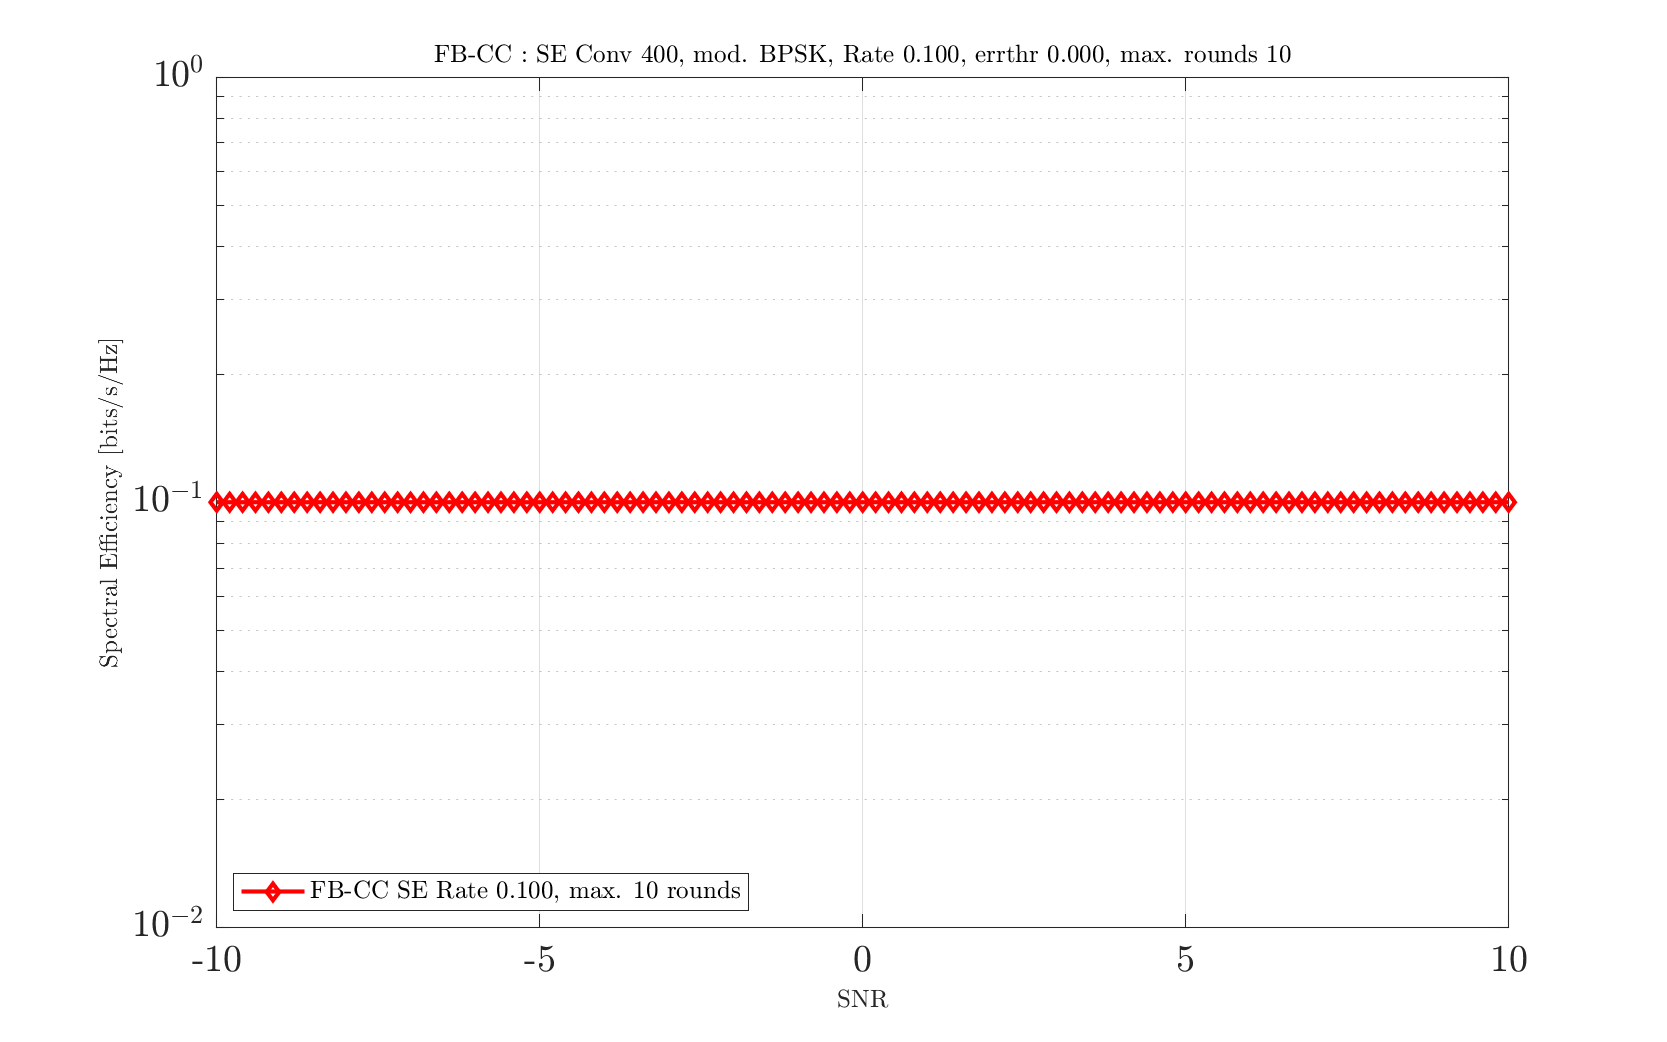 FB-CC : SE Conv 400, mod. BPSK, Rate 0.100, errthr 0.000, max. rounds 10
10^0
10^{-1}
10^{-2}
Spectral Efficiency [bits/s/Hz]
FB-CC SE Rate 0.100, max. 10 rounds
-10 -5 0 5 10
SNR